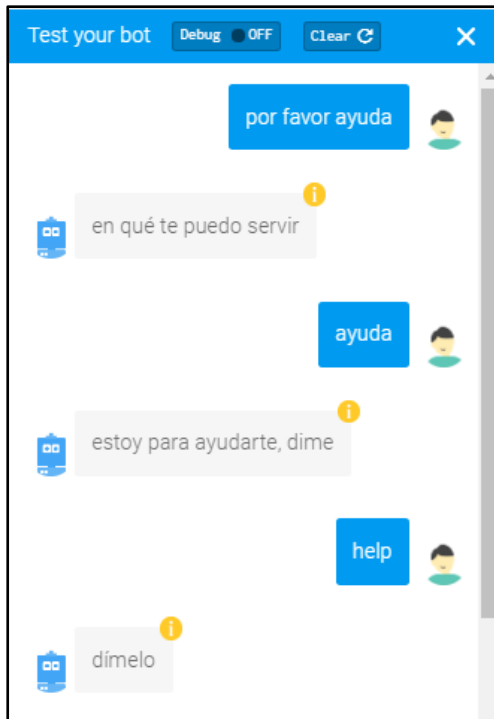 Test your bot Debug OFF Clear
por favor ayuda
en qué te puedo servir
ayuda
estoy para ayudarte, dime
help
dímelo